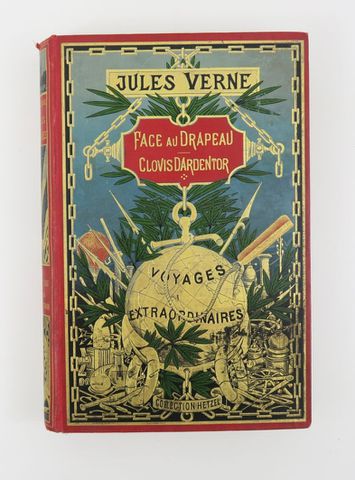 JULES VERNE
FACE AU DRAPEAU
CLOVIS DARDENTOR
VOYAGES
EXTRAORDINAIRES
COLLECTION HETZEL